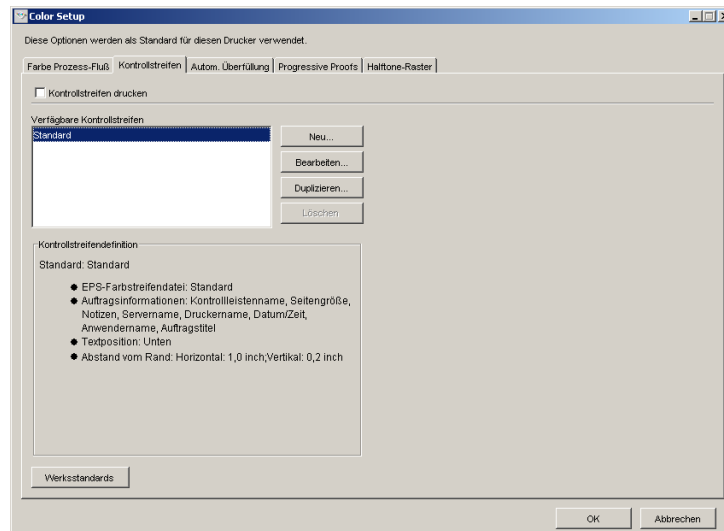 Color Setup
Diese Optionen werden als Standard für diesen Drucker verwendet.
Farbe Prozess-Fluß Kontrollstreifen Autom. Überfüllung Progressive Proofs Halftone-Raster
Kontrollstreifen drucken
Verfägbare Kontrollstreifen
Standard
Neu...
Bearbeiten...
Duplizieren...
Löschen
Kontrollstreifendefinition
Standard: Standard
EPS-Farbstreifendatei: Standard
Auftragsinformationen: Kontrollleistenname, Seitengröße,
Notizen, Servername, Druckername, Datum/Zeit,
Anwendername, Auftragstitel
Textposition: Unten
Abstand vom Rand: Horizontal: 1,0 inch;Vertikal: 0,2 inch
Werksstandards
OK Abbrechen